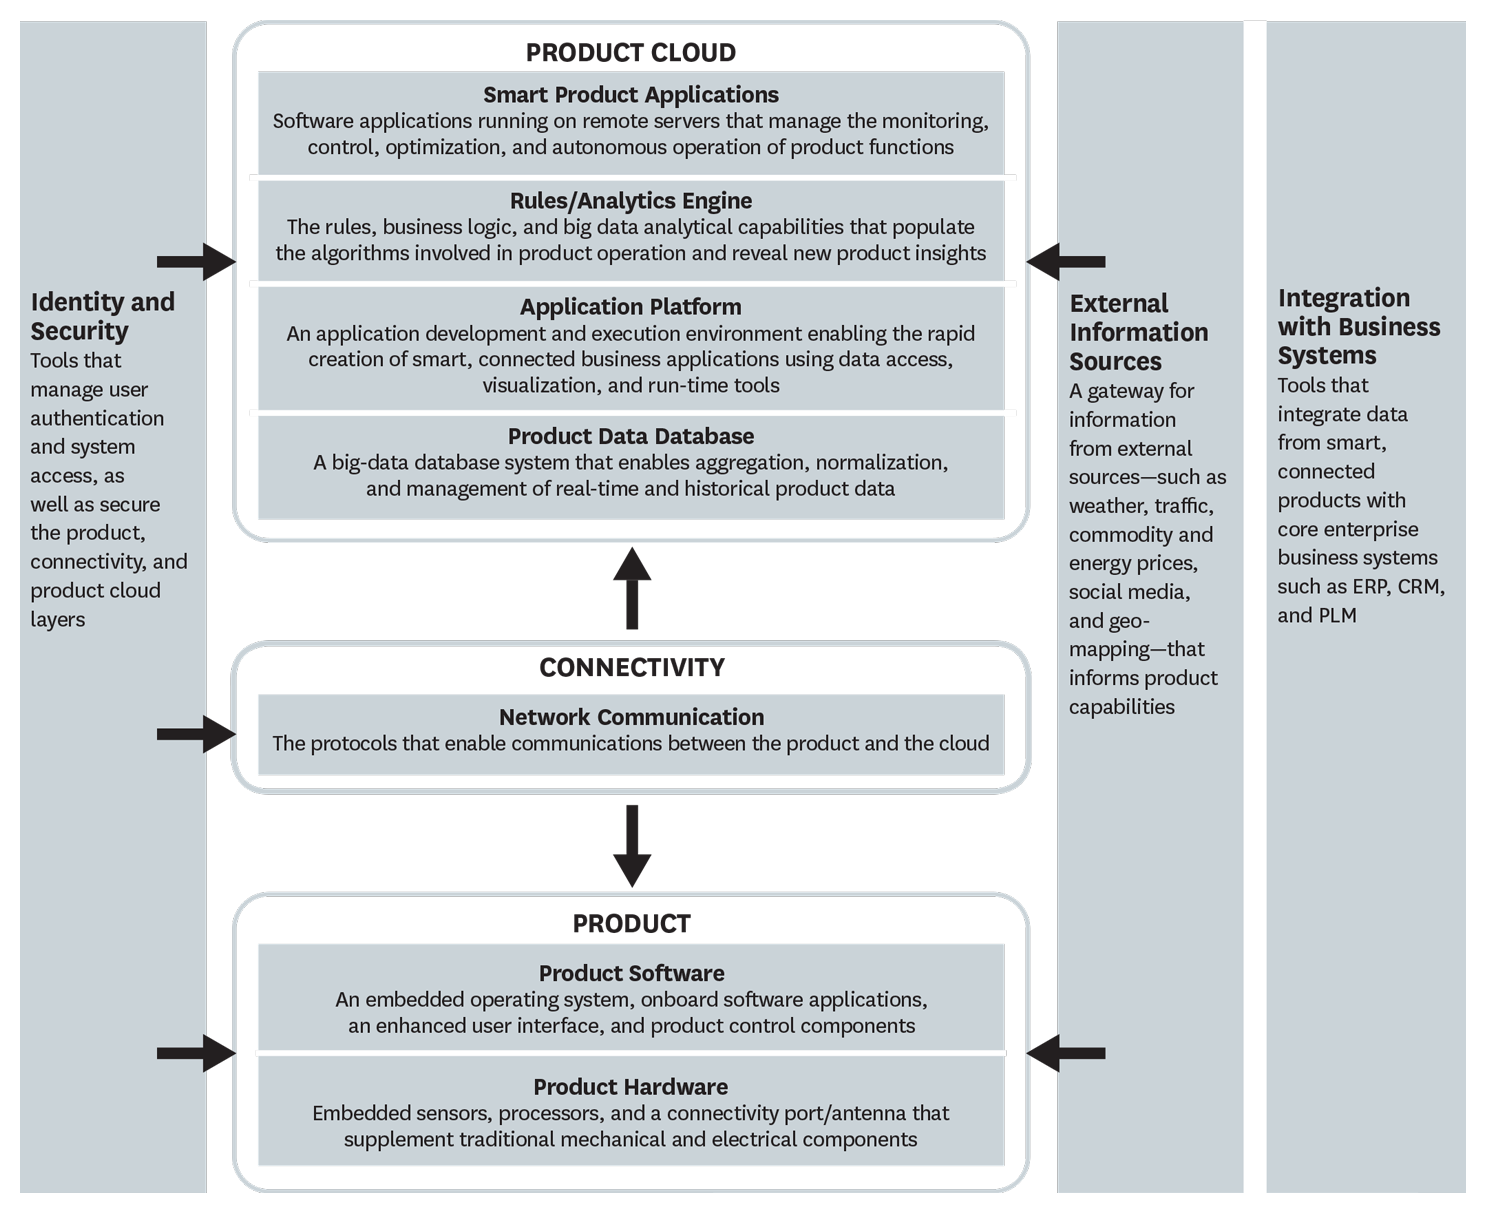 Identity and
Security
Tools that
manage user
authentication
and system
access, as
well as secure
the product,
connectivity, and
product cloud
layers
PRODUCT CLOUD
Smart Product Applications
Software applications running on remote servers that manage the monitoring,
control, optimization, and autonomous operation of product functions
Rules/Analytics Engine
The rules, business logic, and big data analytical capabilities that populate
the algorithms involved in product operation and reveal new product insights
Application Platform
An application development and execution environment enabling the rapid
creation of smart, connected business applications using data access,
visualization, and run-time tools
Product Data Database
A big-data database system that enables aggregation, normalization,
and management of real-time and historical product data
CONNECTIVITY
Network Communication
The protocols that enable communications between the product and the cloud
PRODUCT
Product Software
An embedded operating system, onboard software applications,
an enhanced user interface, and product control components
Product Hardware
Embedded sensors, processors, and a connectivity port/antenna that
supplement traditional mechanical and electrical components
External
Information
Sources
A gateway for
information
from external
sources—such as
weather, traffic,
commodity and
energy prices,
social media,
and geo-
mapping—that
informs product
capabilities
Integration
with Business
Systems
Tools that
integrate data
from smart,
connected
products with
core enterprise
business systems
such as ERP, CRM,
and PLM